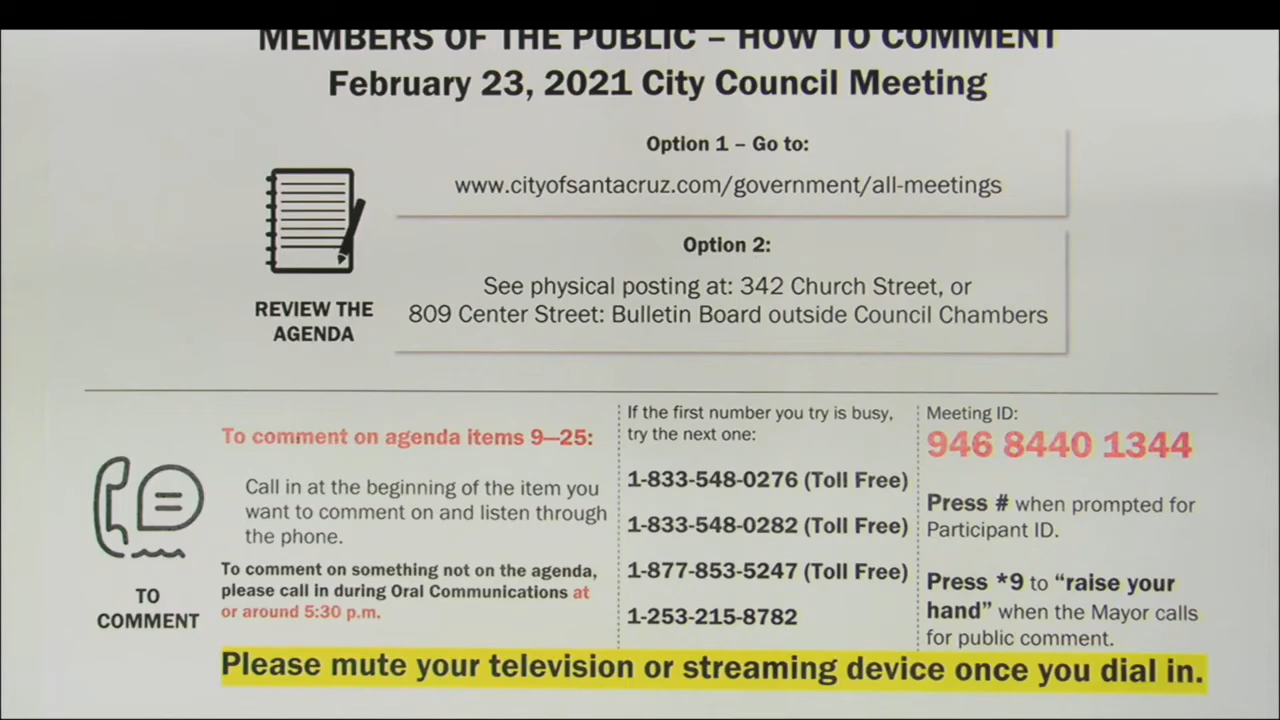 MEMBERS OF THE PUBLIC – HOW TO COMMENT
February 23, 2021 City Council Meeting
Option 1 – Go to:
www.cityofsantacruz.com/government/all-meetings
Option 2:
See physical posting at: 342 Church Street, or
809 Center Street: Bulletin Board outside Council Chambers
REVIEW THE
AGENDA
To comment on agenda items 9—25:
Call in at the beginning of the item you
want to comment on and listen through
the phone.
To comment on something not on the agenda,
please call in during Oral Communications at
or around 5:30 p.m.
TO
COMMENT
If the first number you try is busy,
try the next one:
1-833-548-0276 (Toll Free)
1-833-548-0282 (Toll Free)
1-877-853-5247 (Toll Free)
1-253-215-8782
Meeting ID:
946 8440 1344
Press # when prompted for
Participant ID.
Press *9 to “raise your
hand” when the Mayor calls
for public comment.
Please mute your television or streaming device once you dial in.